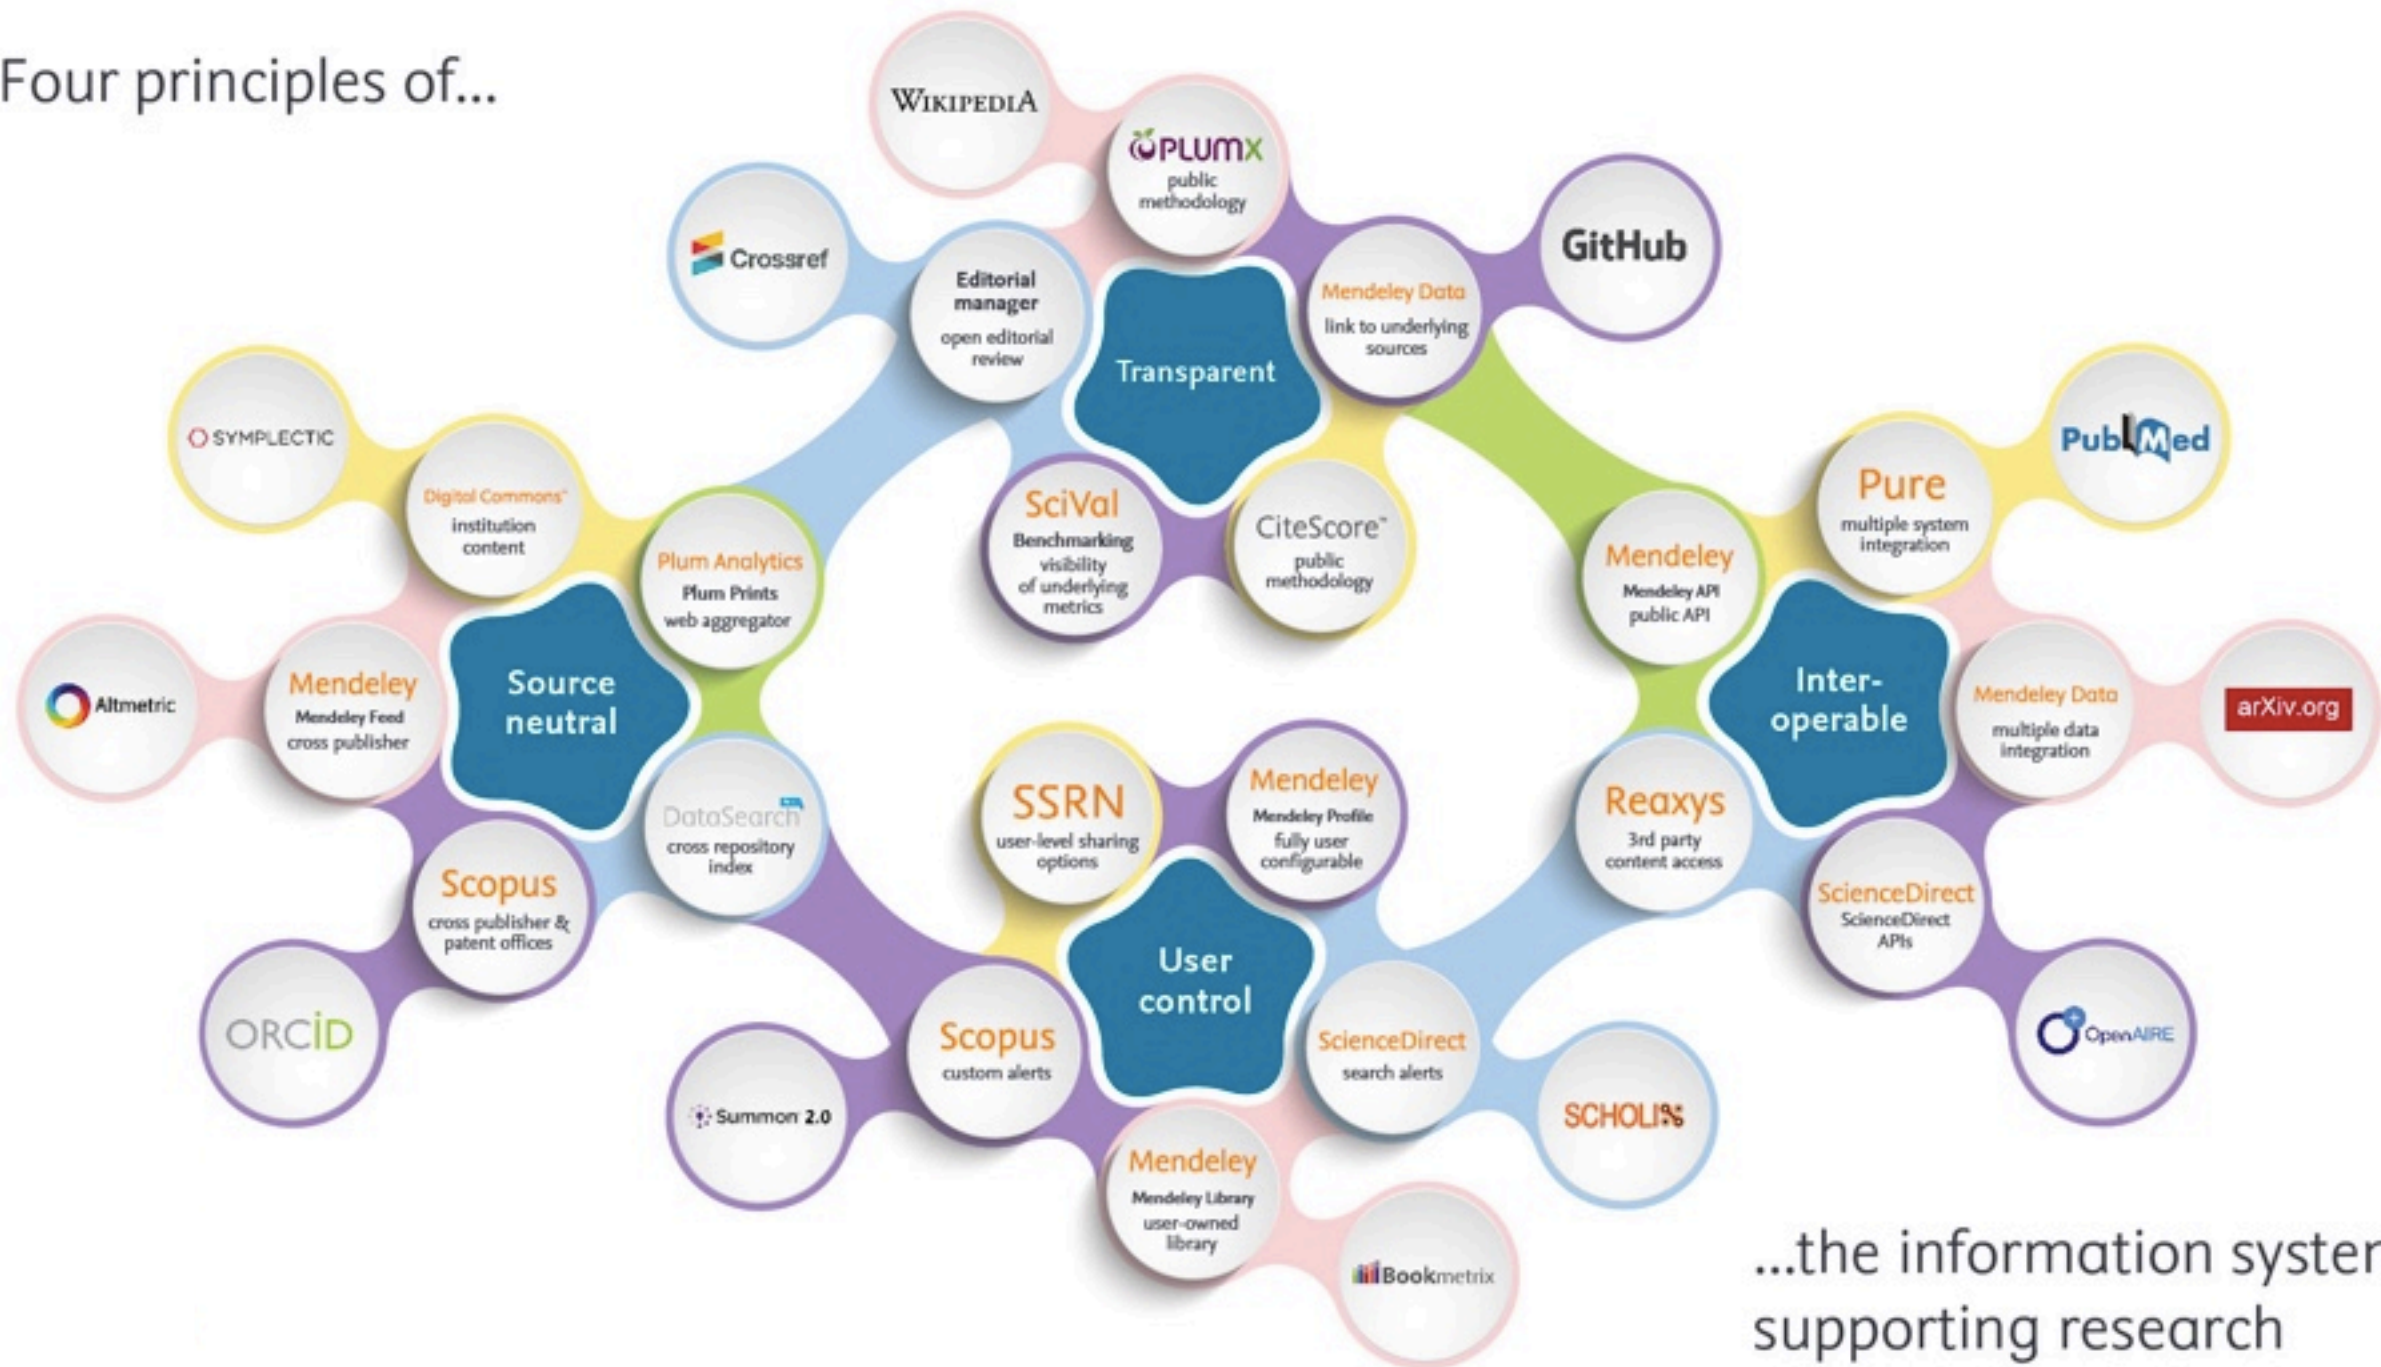 Four principles of...
WIKIPEDIA
PLUMX
public
methodology
Crossref
Editorial
manager
open editorial
review
Mendeley Data
link to underlying
sources
GitHub
Transparent
SciVal
Benchmarking
visibility
of underlying
metrics
CiteScore™
public
methodology
SYMPLECTIC
Digital Commons™
institution
content
Plum Analytics
Plum Prints
web aggregator
Altmetric
Mendeley
Mendeley Feed
cross publisher
Source
neutral
Scopus
cross publisher &
patent offices
DataSearch
cross repository
index
ORCID
PubMed
Pure
multiple system
integration
Mendeley
Mendeley API
public API
Inter-
operable
Mendeley Data
multiple data
integration
arXiv.org
Reaxys
3rd party
content access
ScienceDirect
ScienceDirect
APIs
OpenAIRE
SSRN
user-level sharing
options
Mendeley
Mendeley Profile
fully user
configurable
User
control
Scopus
custom alerts
ScienceDirect
search alerts
Summon 2.0
SCHOLIX
Mendeley
Mendeley Library
user-owned
library
Bookmetrix
...the information syster
supporting research